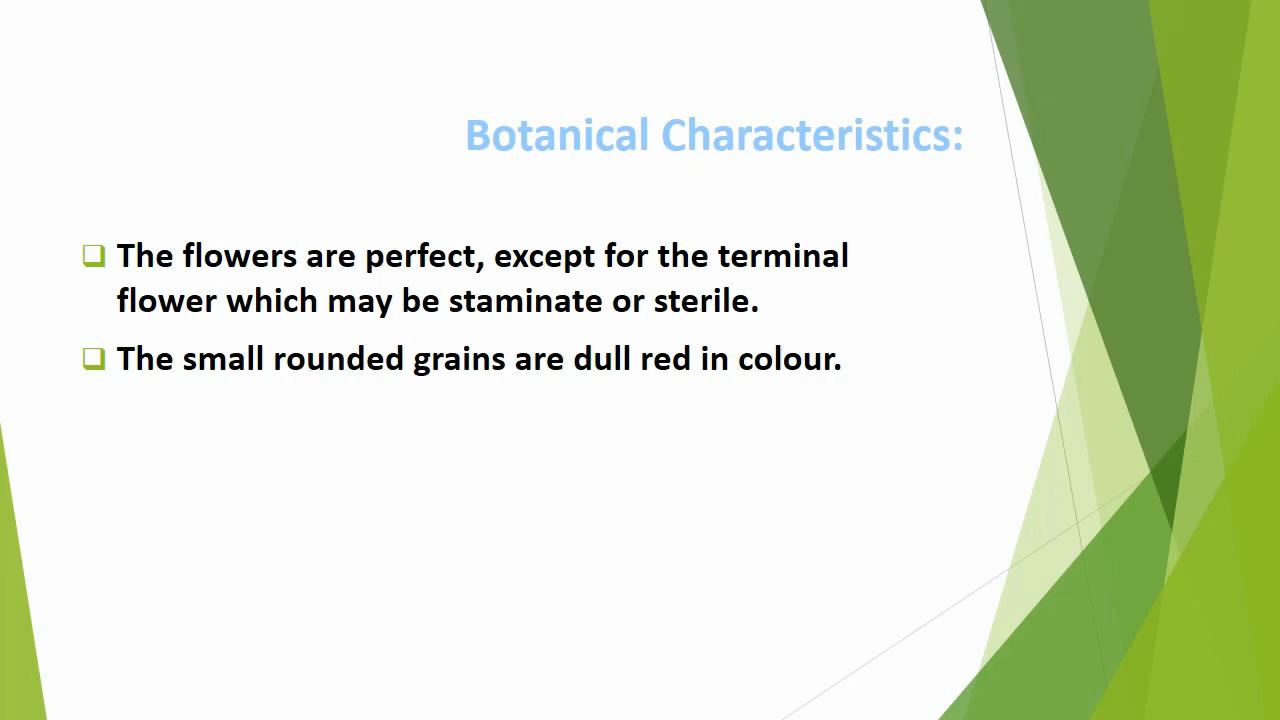 Botanical Characteristics:
The flowers are perfect, except for the terminal
flower which may be staminate or sterile.
The small rounded grains are dull red in colour.